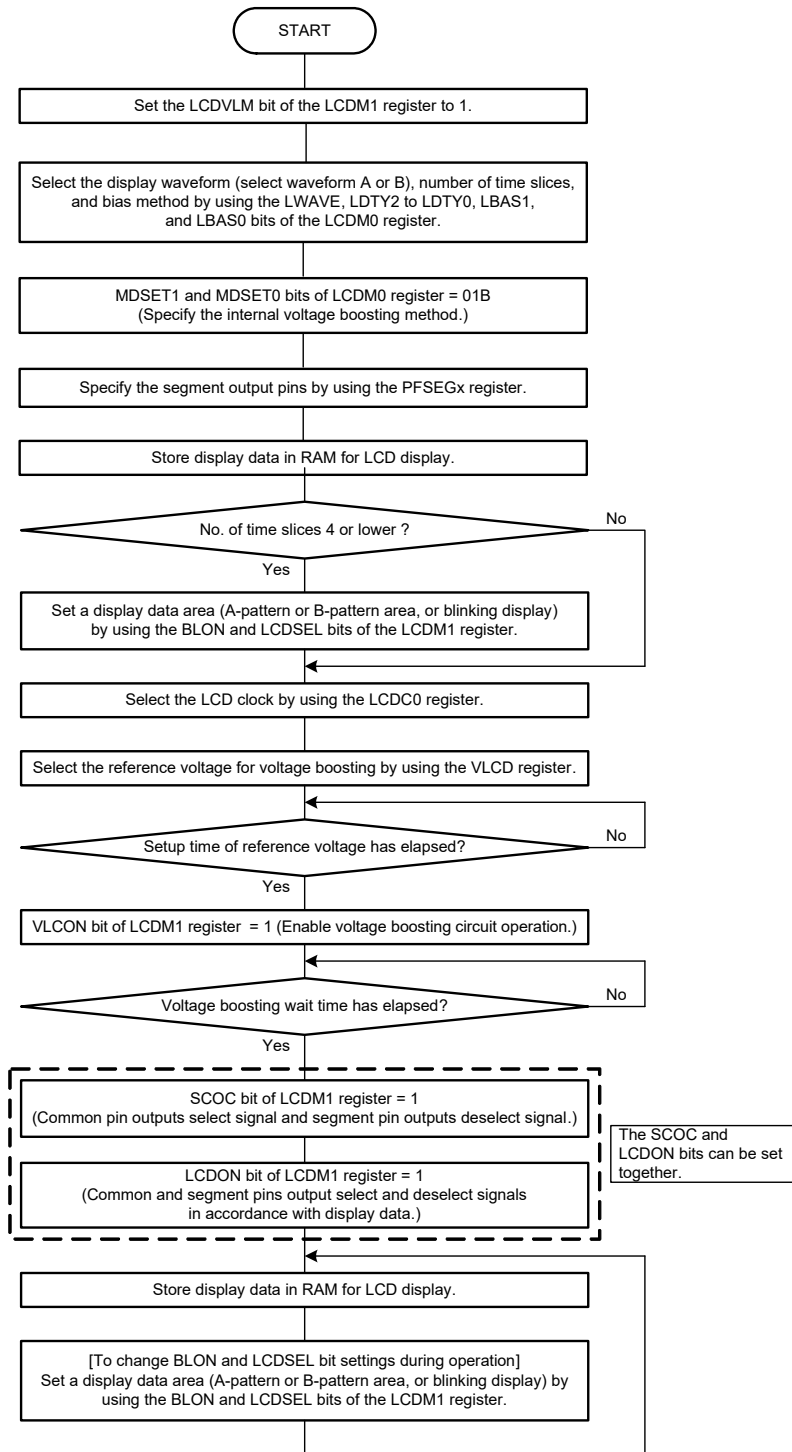 START
Set the LCDVLM bit of the LCDM1 register to 1.
Select the display waveform (select waveform A or B), number of time slices,
and bias method by using the LWAVE, LDTY2 to LDTY0, LBAS1,
and LBAS0 bits of the LCDM0 register.
MDSET1 and MDSET0 bits of LCDM0 register = 01B
(Specify the internal voltage boosting method.)
Specify the segment output pins by using the PFSEGx register.
Store display data in RAM for LCD display.
No. of time slices 4 or lower ?
No
Yes
Set a display data area (A-pattern or B-pattern area, or blinking display)
by using the BLON and LCDSEL bits of the LCDM1 register.
Select the LCD clock by using the LCDC0 register.
Select the reference voltage for voltage boosting by using the VLCD register.
Setup time of reference voltage has elapsed?
No
Yes
VLCON bit of LCDM1 register = 1 (Enable voltage boosting circuit operation.)
Voltage boosting wait time has elapsed?
No
Yes
SCOC bit of LCDM1 register = 1
(Common pin outputs select signal and segment pin outputs deselect signal.)
The SCOC and
LCDON bits can be set
together.
LCDON bit of LCDM1 register = 1
(Common and segment pins output select and deselect signals
in accordance with display data.)
Store display data in RAM for LCD display.
[To change BLON and LCDSEL bit settings during operation]
Set a display data area (A-pattern or B-pattern area, or blinking display) by
using the BLON and LCDSEL bits of the LCDM1 register.